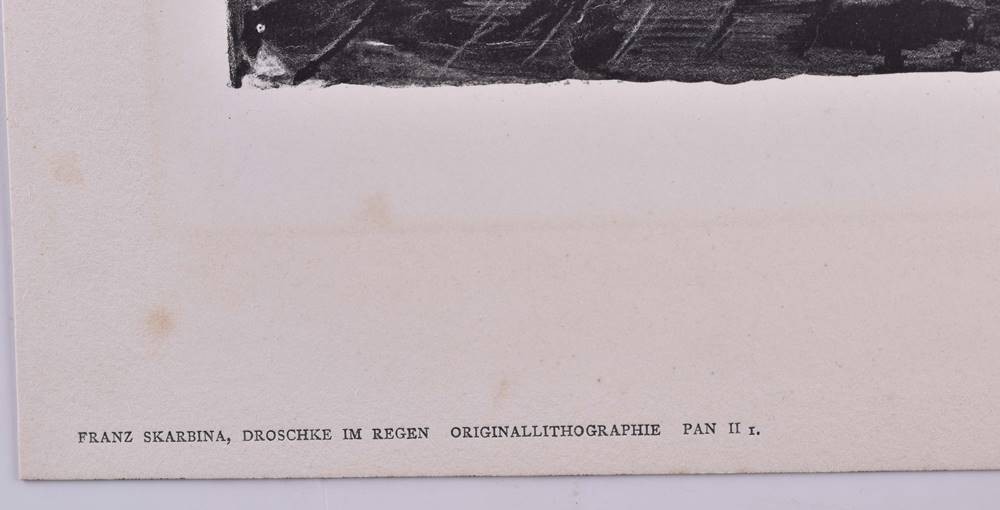 FRANZ SKARBINA, DROSCHKE IM REGEN ORIGINALLITHOGRAPHIE PAN II 1.